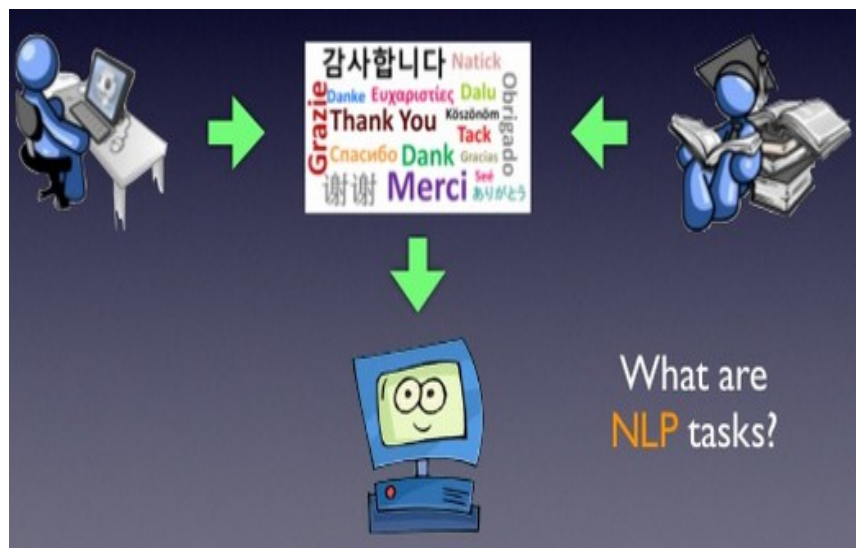 감사합니다 Natick
Danke Ευχαριστίες Dalu
Grazie
Thank You Köszönöm
Tack
Obrigado
Спасибо Dank Gracias
谢谢 Merci Seé
ありがとう
What are
NLP tasks?